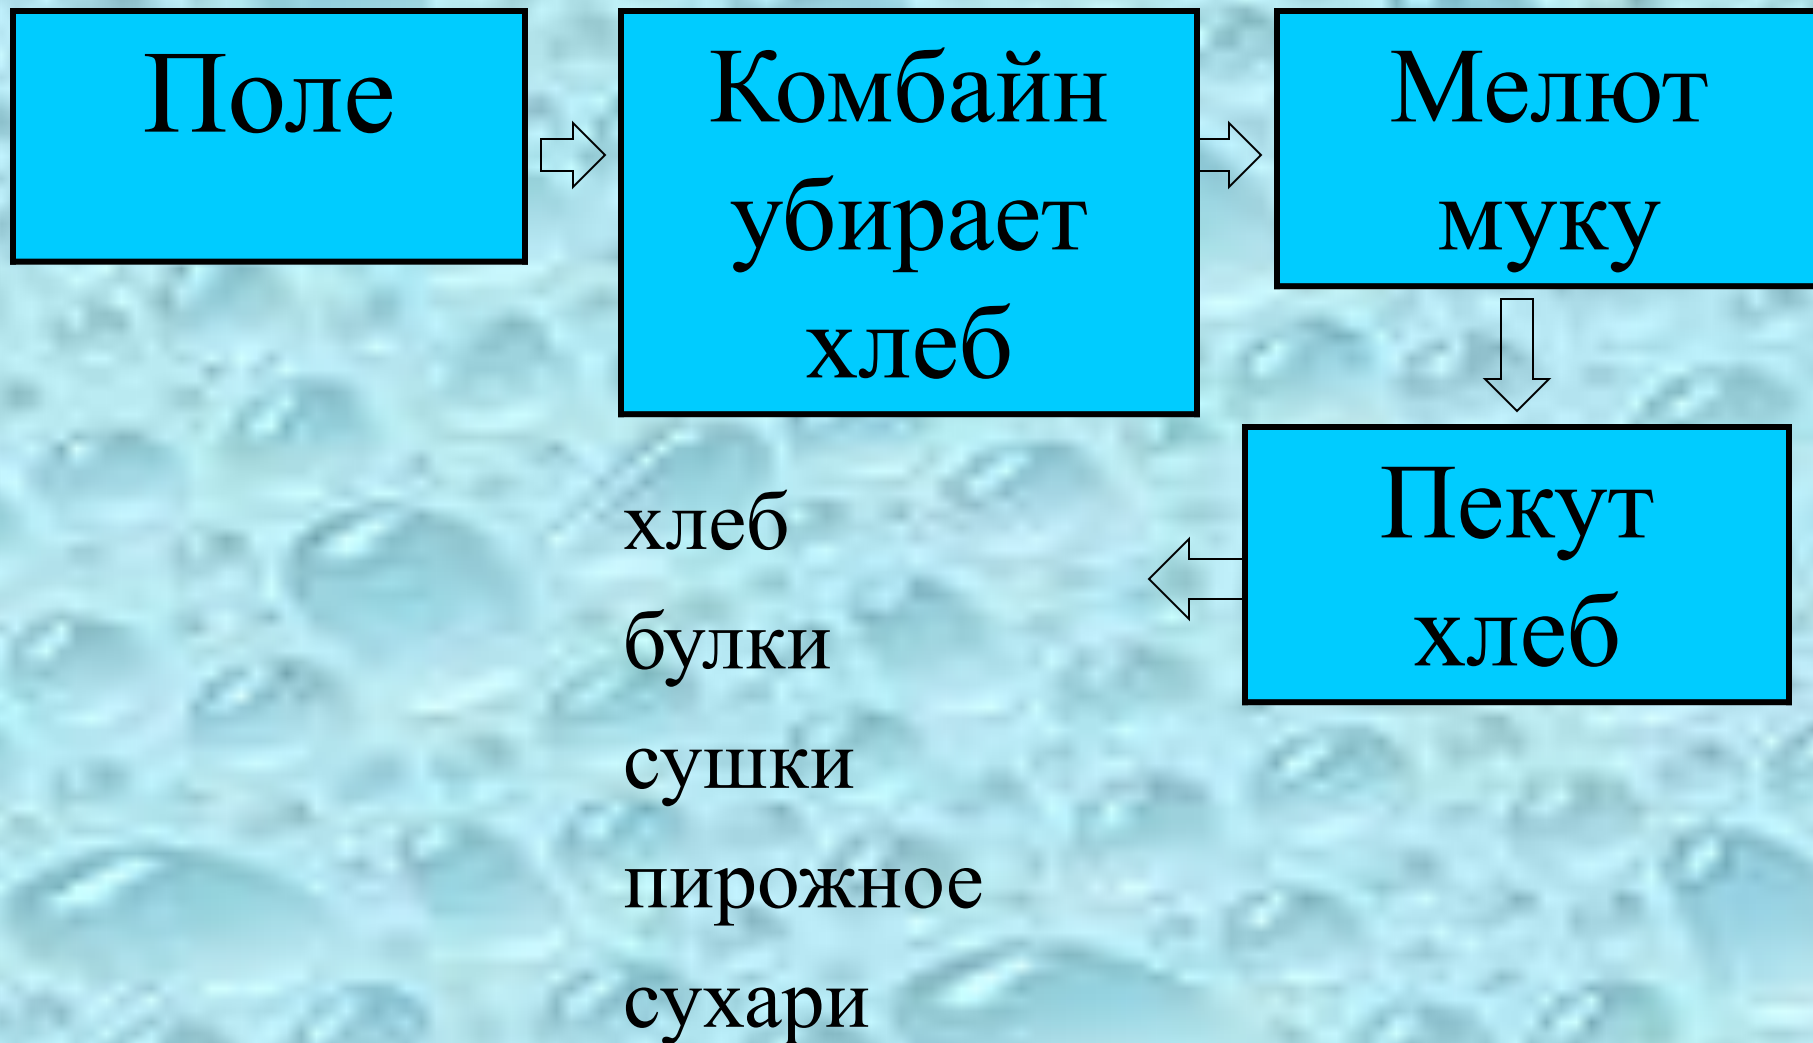 Поле
Комбайн
убирает
хлеб
Мелют
муку
Пекут
хлеб
хлеб
булки
сушки
пирожное
сухари